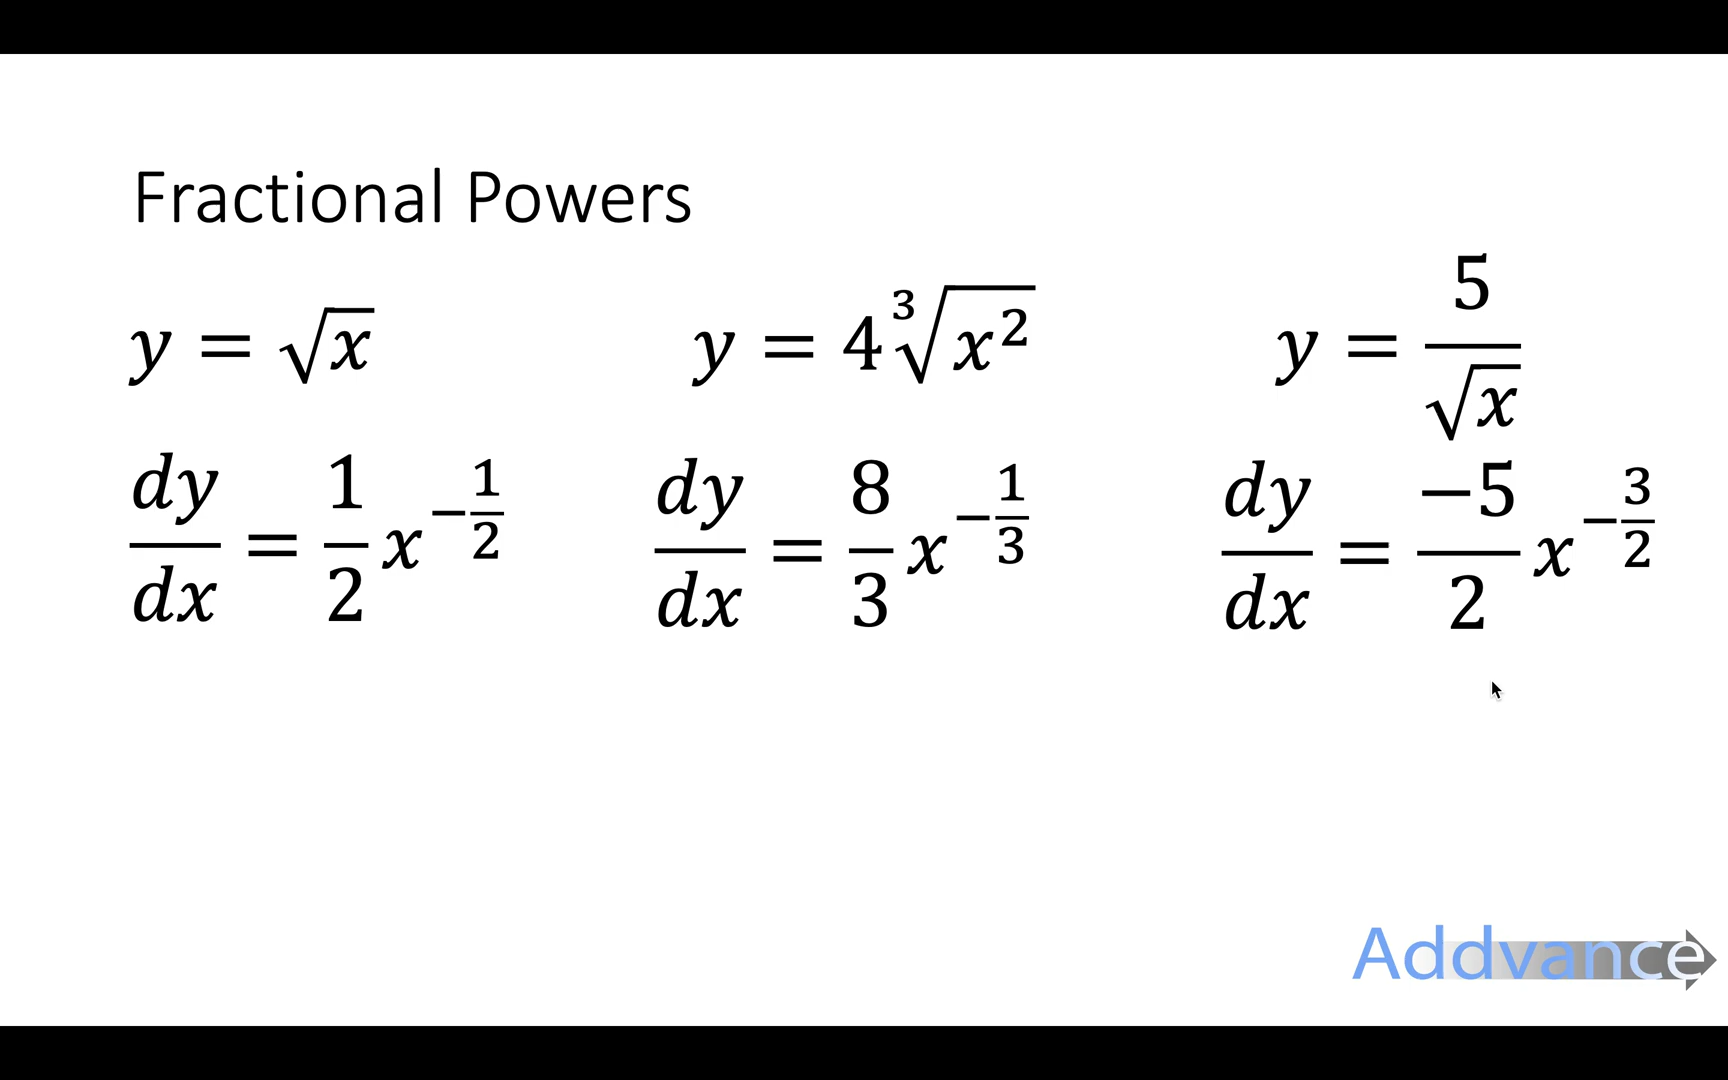 Fractional Powers
y = √x
y = 4∛x²
y = 5/√x
dy/dx = 1/2 x^(-1/2)
dy/dx = 8/3 x^(-1/3)
dy/dx = -5/2 x^(-3/2)
Addvance